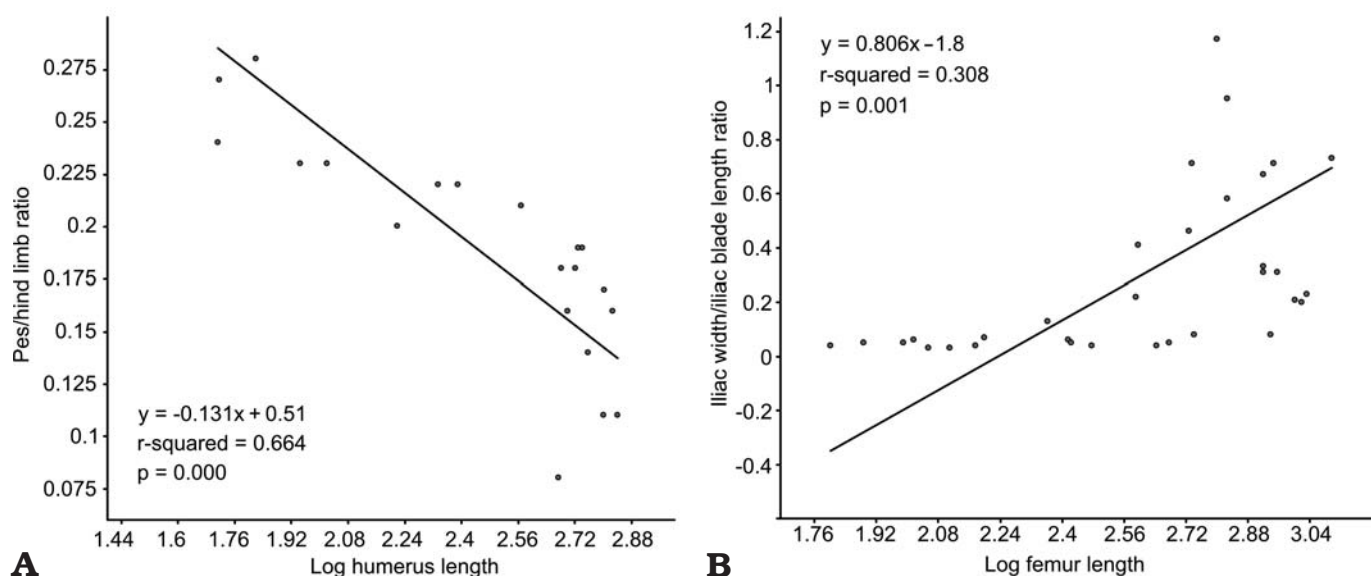 0.275
0.25
0.225
0.2
0.175
0.15
0.125
0.1
0.075
Pes/hind limb ratio
y = -0.131x + 0.51
r-squared = 0.664
p = 0.000
1.44 1.6 1.76 1.92 2.08 2.24 2.4 2.56 2.72 2.88
Log humerus length
A
1.2
1
0.8
0.6
0.4
0.2
0
-0.2
-0.4
Iliac width/iliac blade length ratio
y = 0.806x –1.8
r-squared = 0.308
p = 0.001
1.76 1.92 2.08 2.24 2.4 2.56 2.72 2.88 3.04
Log femur length
B